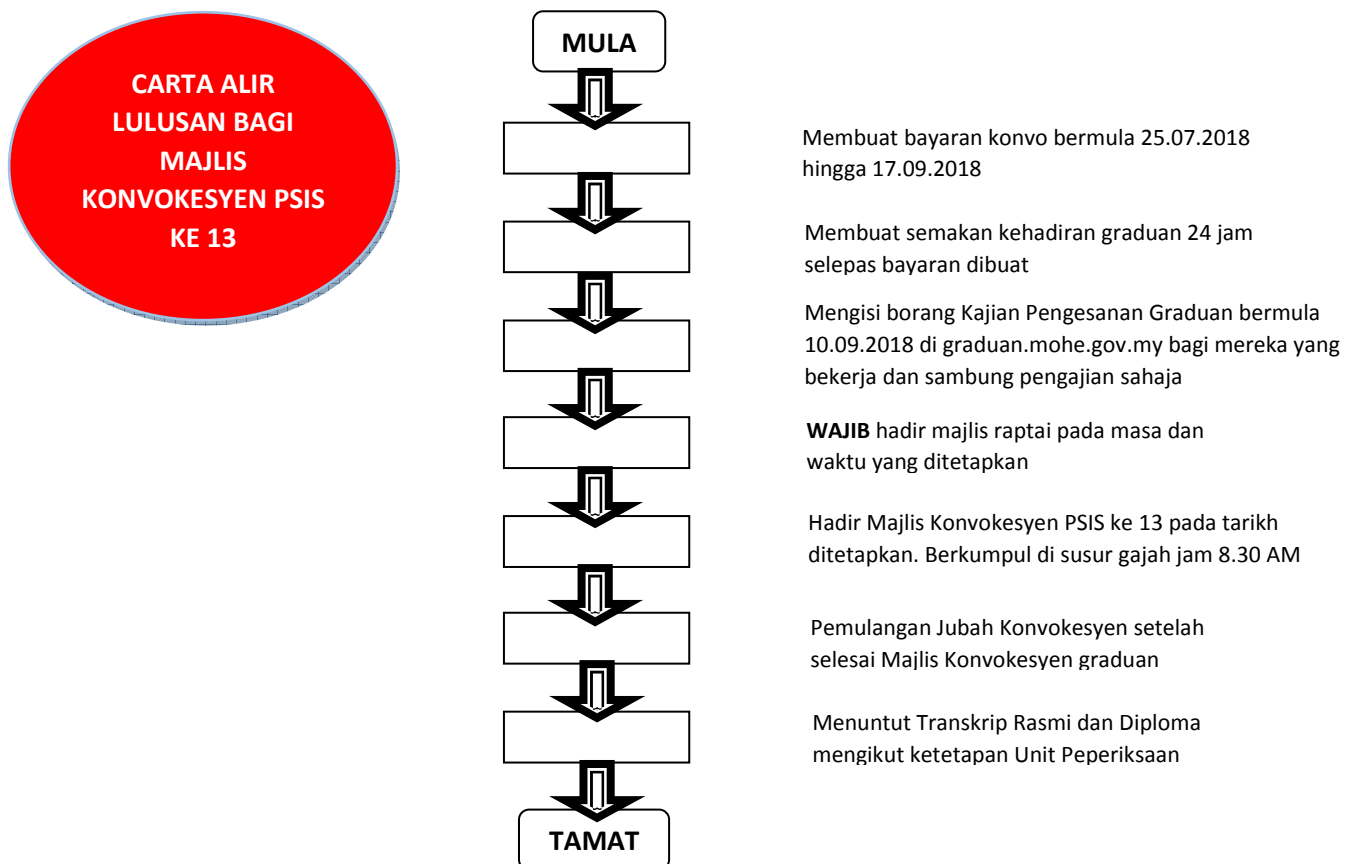 CARTA ALIR
LULUSAN BAGI
MAJLIS
KONVOKESYEN PSIS
KE 13
MULA
Membuat bayaran konvo bermula 25.07.2018
hingga 17.09.2018
Membuat semakan kehadiran graduan 24 jam
selepas bayaran dibuat
Mengisi borang Kajian Pengesanan Graduan bermula
10.09.2018 di graduan.mohe.gov.my bagi mereka yang
bekerja dan sambung pengajian sahaja
WAJIB hadir majlis raptai pada masa dan
waktu yang ditetapkan
Hadir Majlis Konvokesyen PSIS ke 13 pada tarikh
ditetapkan. Berkumpul di susur gajah jam 8.30 AM
Pemulangan Jubah Konvokesyen setelah
selesai Majlis Konvokesyen graduan
Menuntut Transkrip Rasmi dan Diploma
mengikut ketetapan Unit Peperiksaan
TAMAT